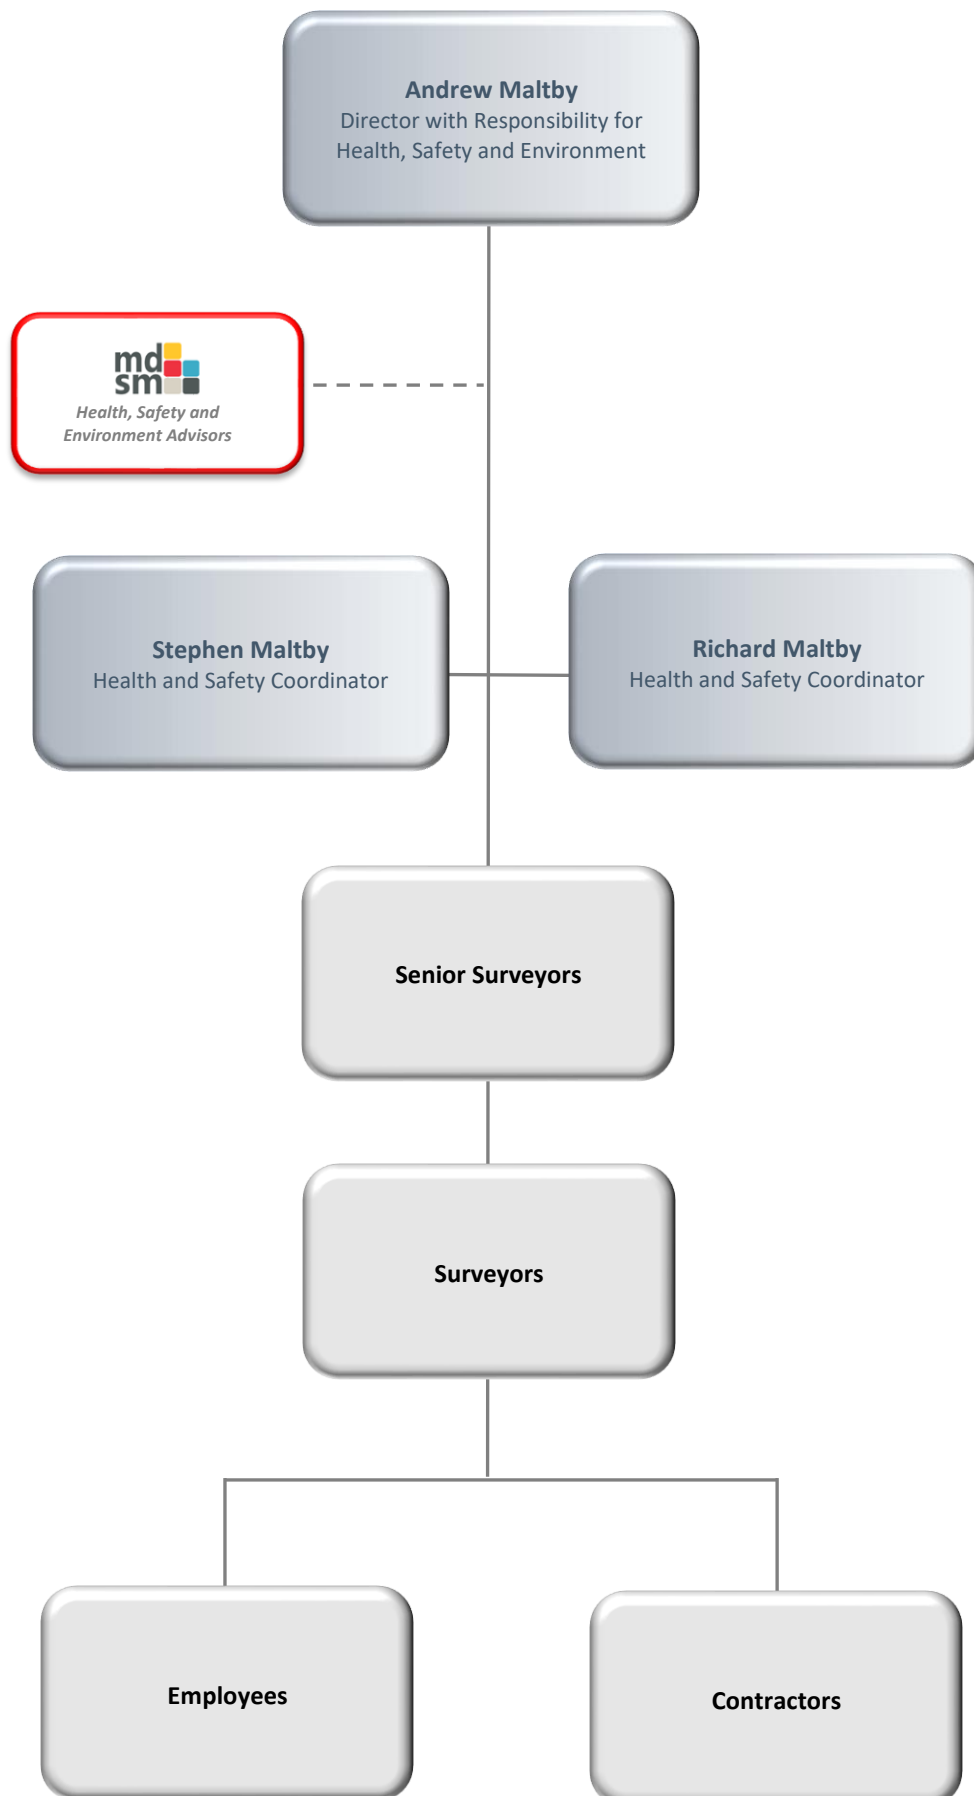 Andrew Maltby
Director with Responsibility for
Health, Safety and Environment
md
sm
Health, Safety and
Environment Advisors
Stephen Maltby
Health and Safety Coordinator
Richard Maltby
Health and Safety Coordinator
Senior Surveyors
Surveyors
Employees
Contractors